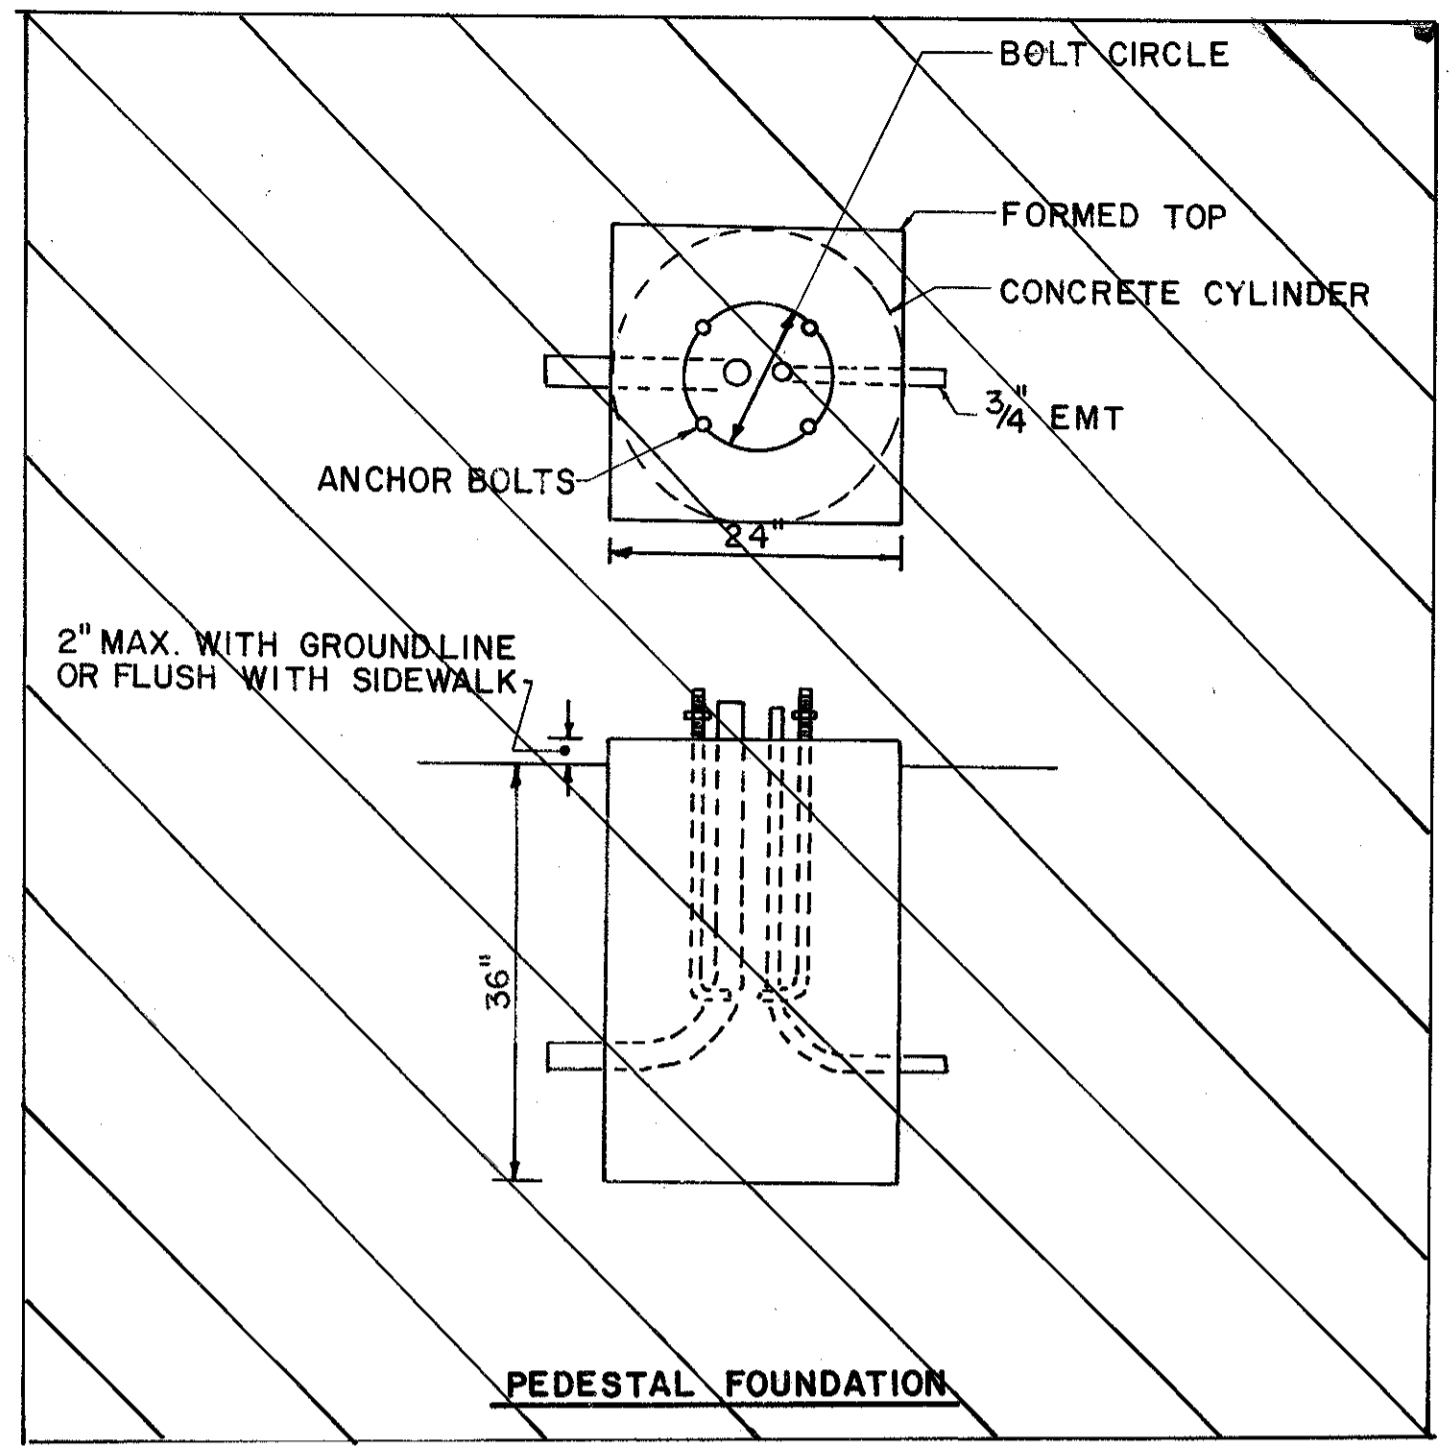 BOLT CIRCLE
FORMED TOP
CONCRETE CYLINDER
3/4" EMT
ANCHOR BOLTS
24"
2" MAX. WITH GROUNDLINE
OR FLUSH WITH SIDEWALK
36"
PEDESTAL FOUNDATION